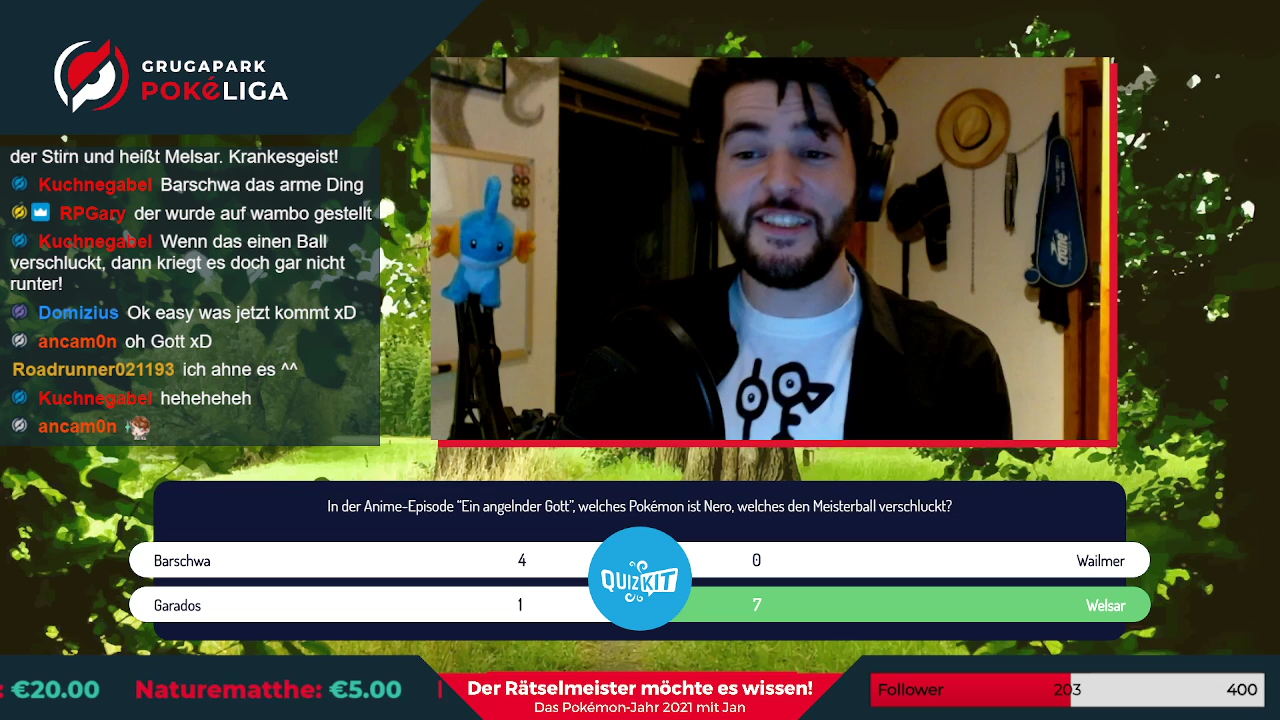 GRUGAPARK
POKéLIGA
der Stirn und heißt Melsar. Krankesgeist!
Kuchnegabel Barschwa das arme Ding
RPGary der wurde auf wambo gestellt
Kuchnegabel Wenn das einen Ball
verschluckt, dann kriegt es doch gar nicht
runter!
Domizius Ok easy was jetzt kommt xD
ancam0n oh Gott xD
Roadrunner021193 ich ahne es ^^
Kuchnegabel heheheheh
ancam0n
In der Anime-Episode “Ein angelnder Gott”, welches Pokémon ist Nero, welches den Meisterball verschluckt?
Barschwa 4 0 Wailmer
QUIZKIT
Garados 1 7 Welsar
: €20.00 Naturematthe: €5.00
Der Rätselmeister möchte es wissen!
Das Pokémon-Jahr 2021 mit Jan
Follower 203 400